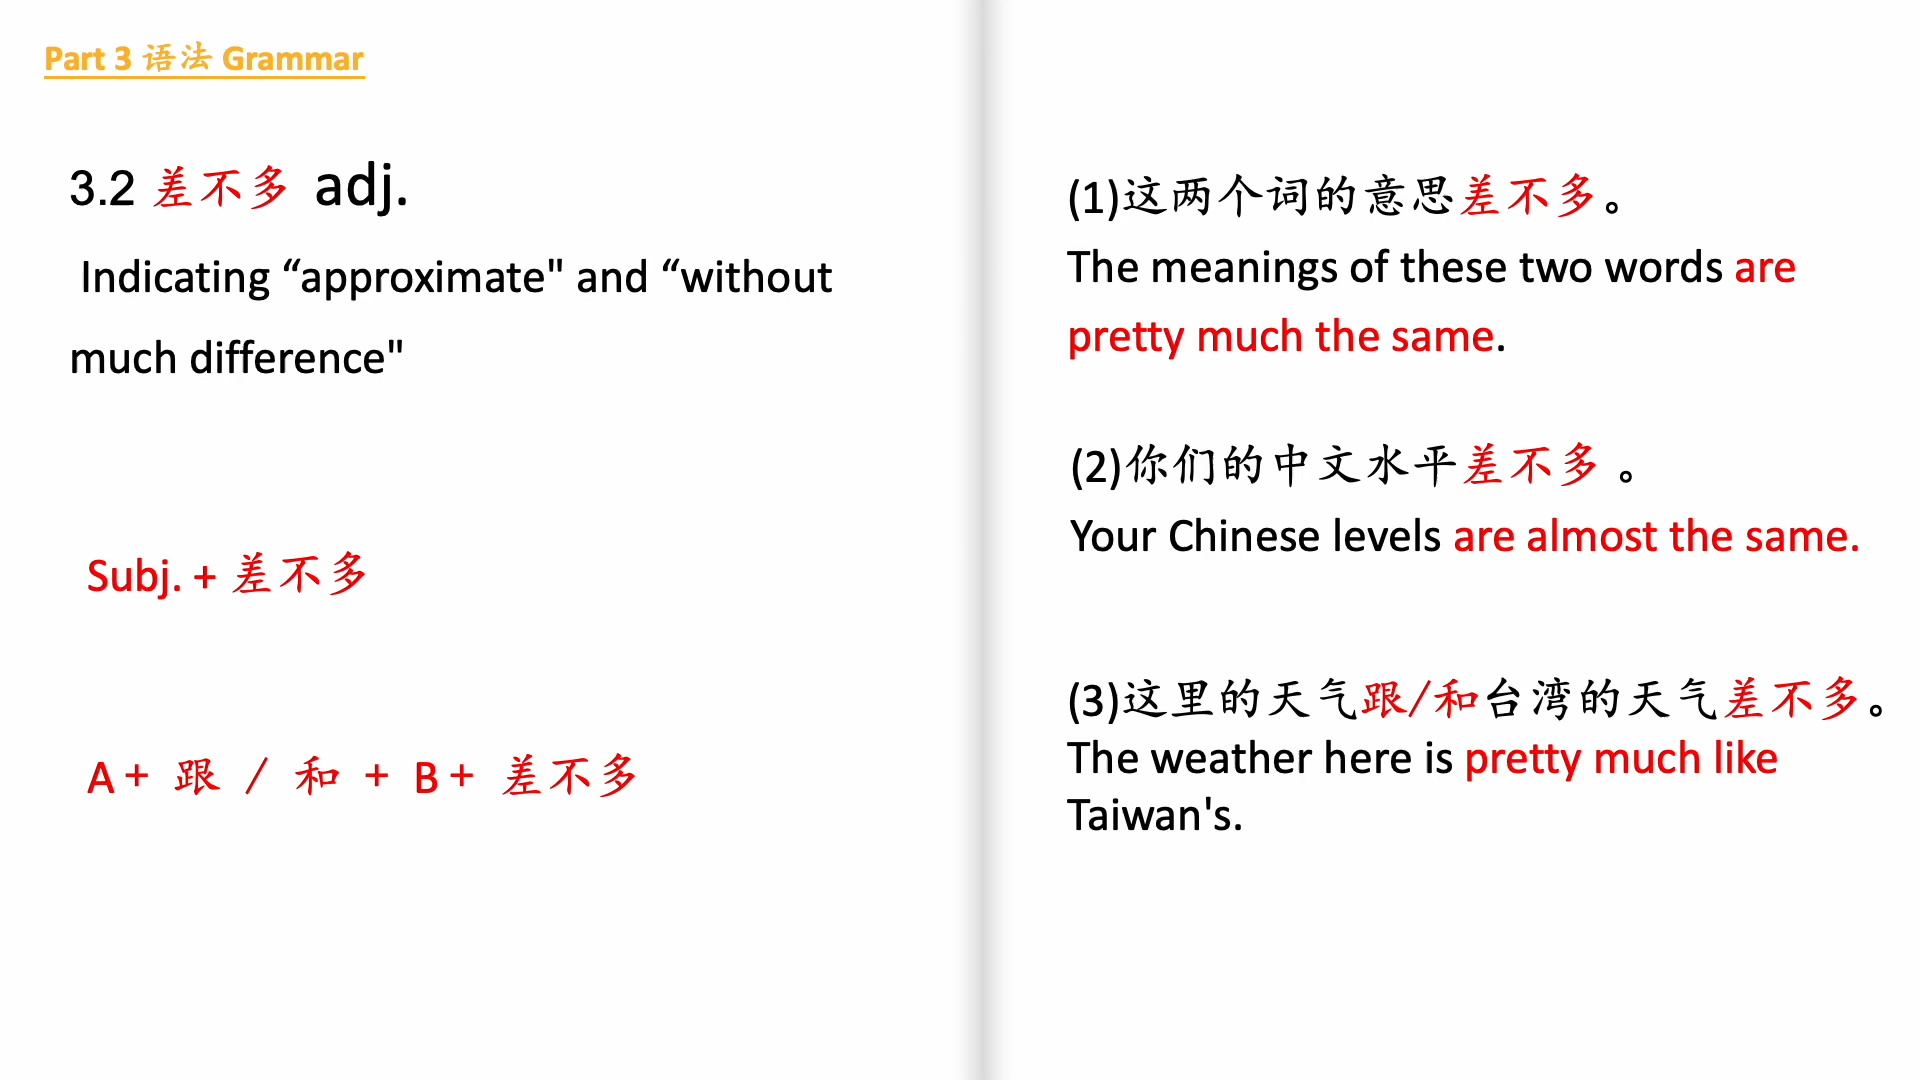 Part 3 语法 Grammar
3.2 差不多 adj.
Indicating “approximate" and “without
much difference"
Subj. + 差不多
A + 跟 / 和 + B + 差不多
(1)这两个词的意思差不多。
The meanings of these two words are
pretty much the same.
(2)你们的中文水平差不多 。
Your Chinese levels are almost the same.
(3)这里的天气跟/和台湾的天气差不多。
The weather here is pretty much like
Taiwan's.